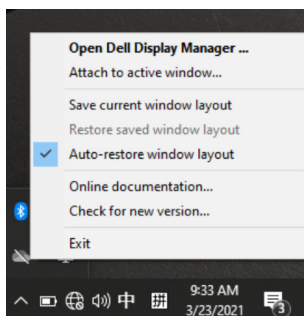 Open Dell Display Manager ...
Attach to active window...
Save current window layout
Restore saved window layout
Auto-restore window layout
Online documentation...
Check for new version...
Exit
中 拼 9:33 AM
3/23/2021
3